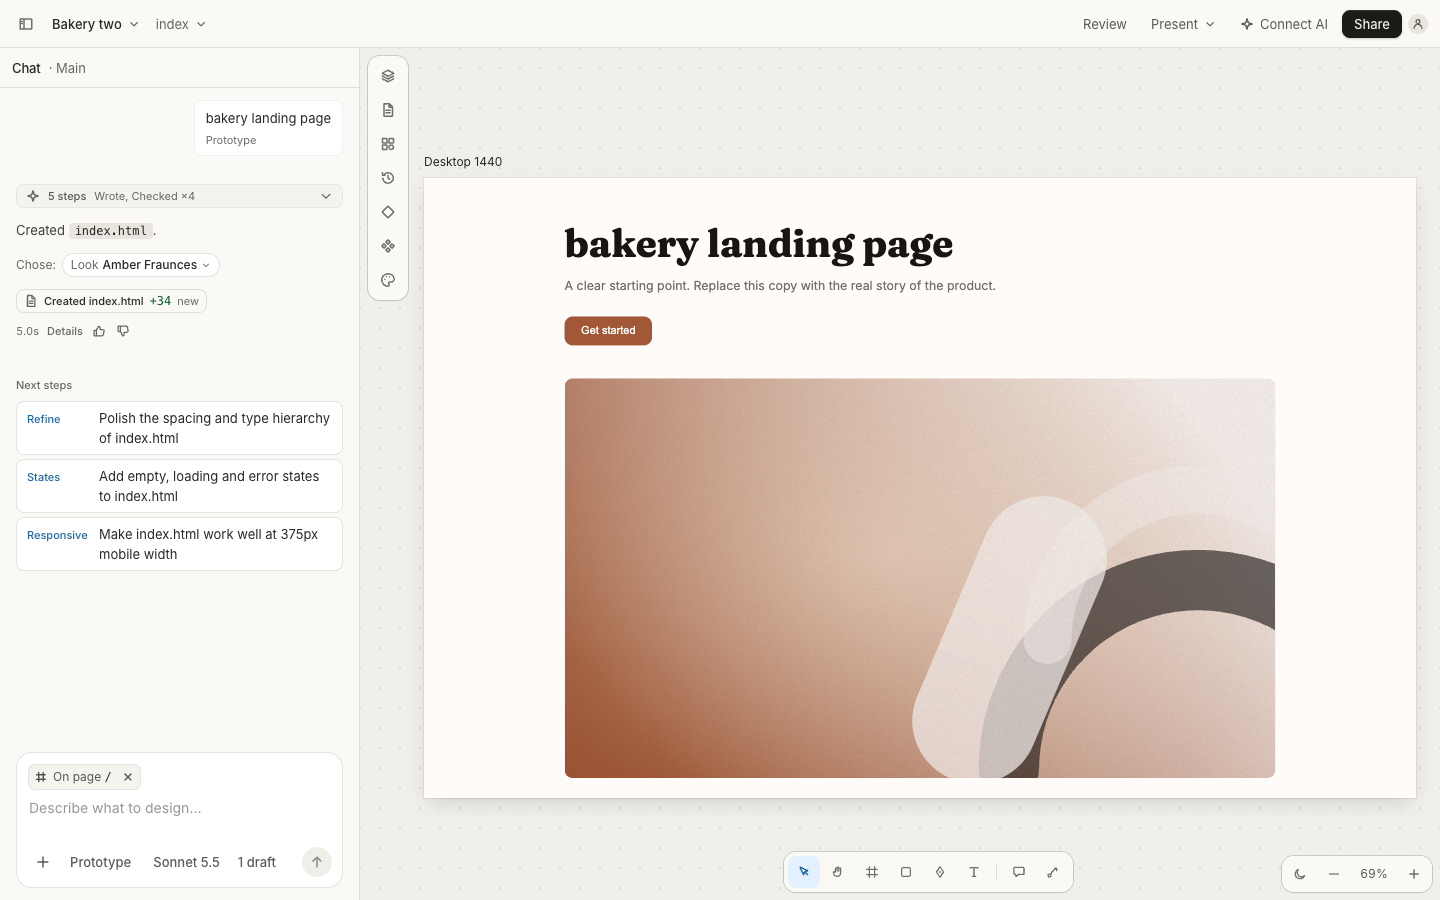 Bakery two
index
Review
Present
Connect AI
Share
Chat · Main
bakery landing page
Prototype
5 steps Wrote, Checked ×4
Created index.html.
Chose: Look Amber Fraunces
Created index.html +34 new
5.0s Details
Next steps
Refine Polish the spacing and type hierarchy
of index.html
States Add empty, loading and error states
to index.html
Responsive Make index.html work well at 375px
mobile width
On page /
Describe what to design...
Prototype Sonnet 5.5 1 draft
Desktop 1440
bakery landing page
A clear starting point. Replace this copy with the real story of the product.
Get started
69%